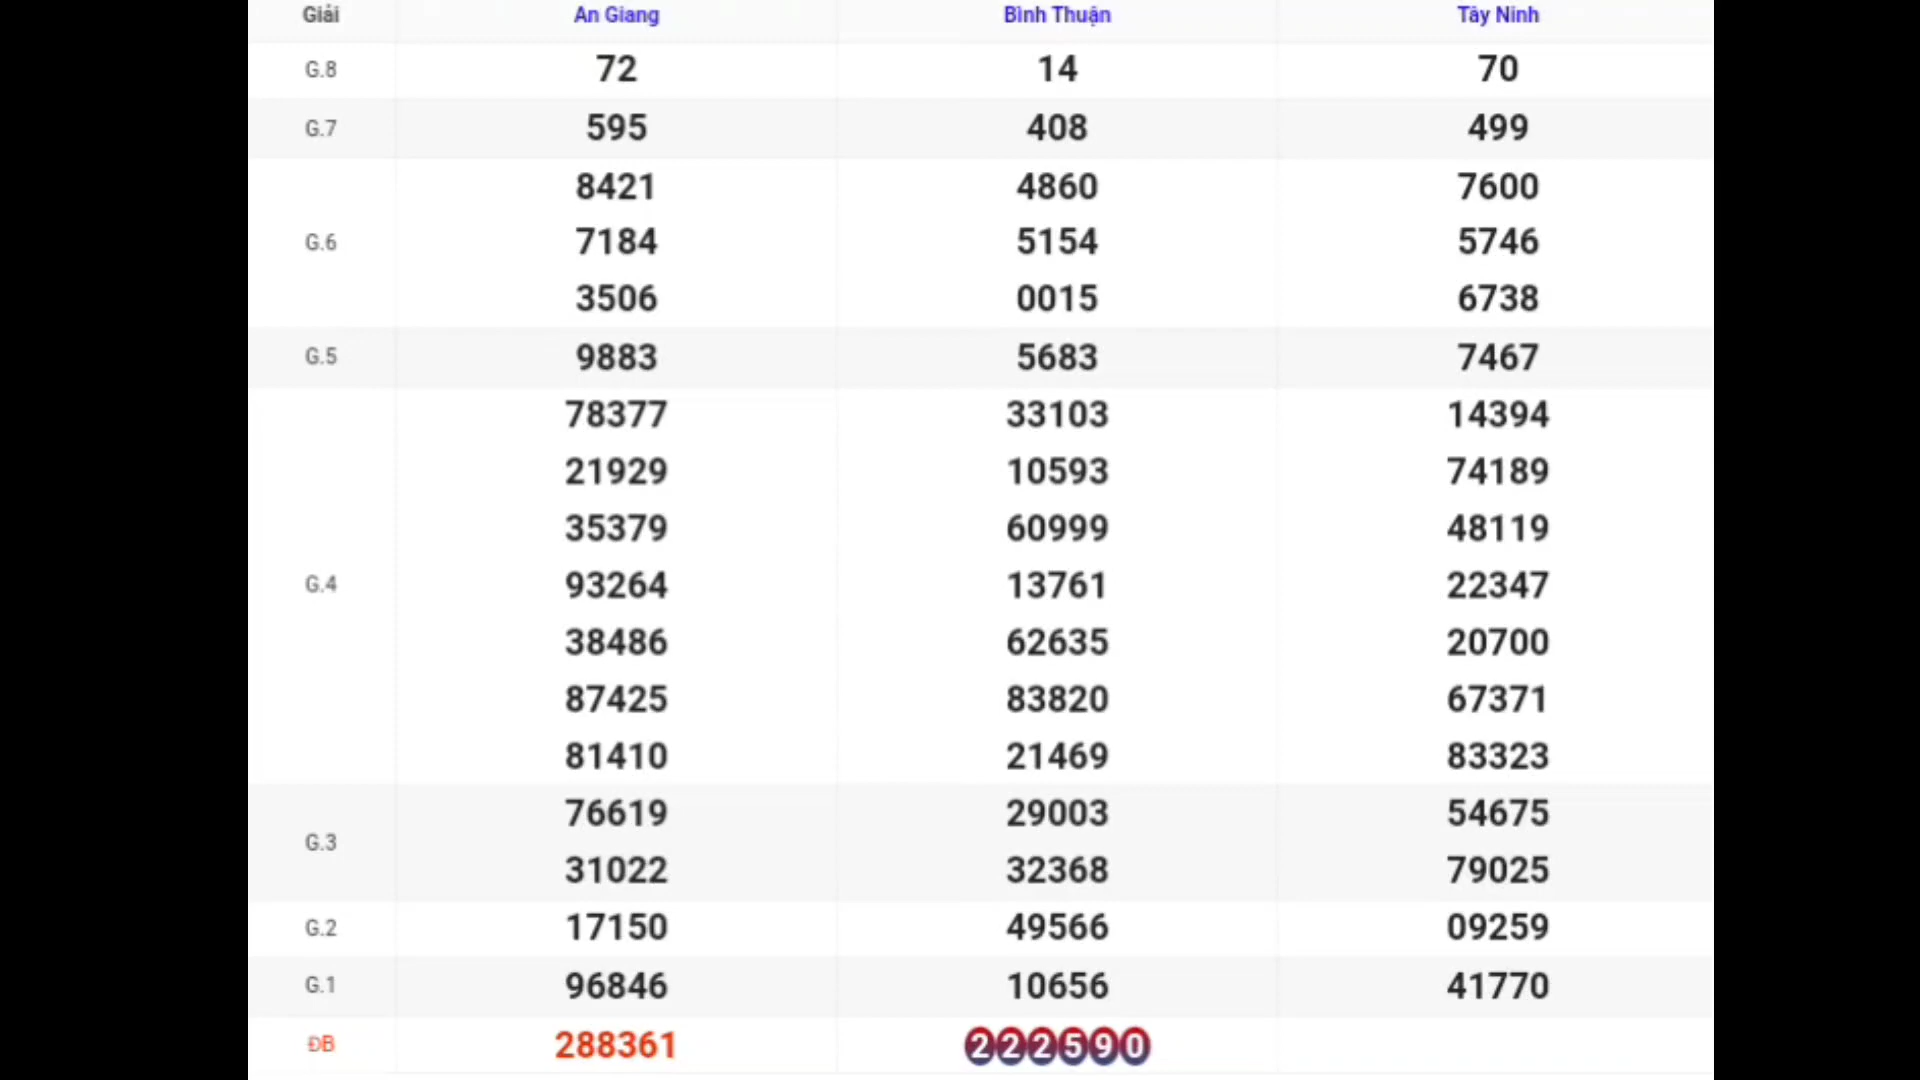 Giải An Giang Bình Thuận Tây Ninh
G.8 72 14 70
G.7 595 408 499
8421 4860 7600
G.6 7184 5154 5746
3506 0015 6738
G.5 9883 5683 7467
78377 33103 14394
21929 10593 74189
35379 60999 48119
G.4 93264 13761 22347
38486 62635 20700
87425 83820 67371
81410 21469 83323
76619 29003 54675
G.3
31022 32368 79025
G.2 17150 49566 09259
G.1 96846 10656 41770
ĐB 288361 222590